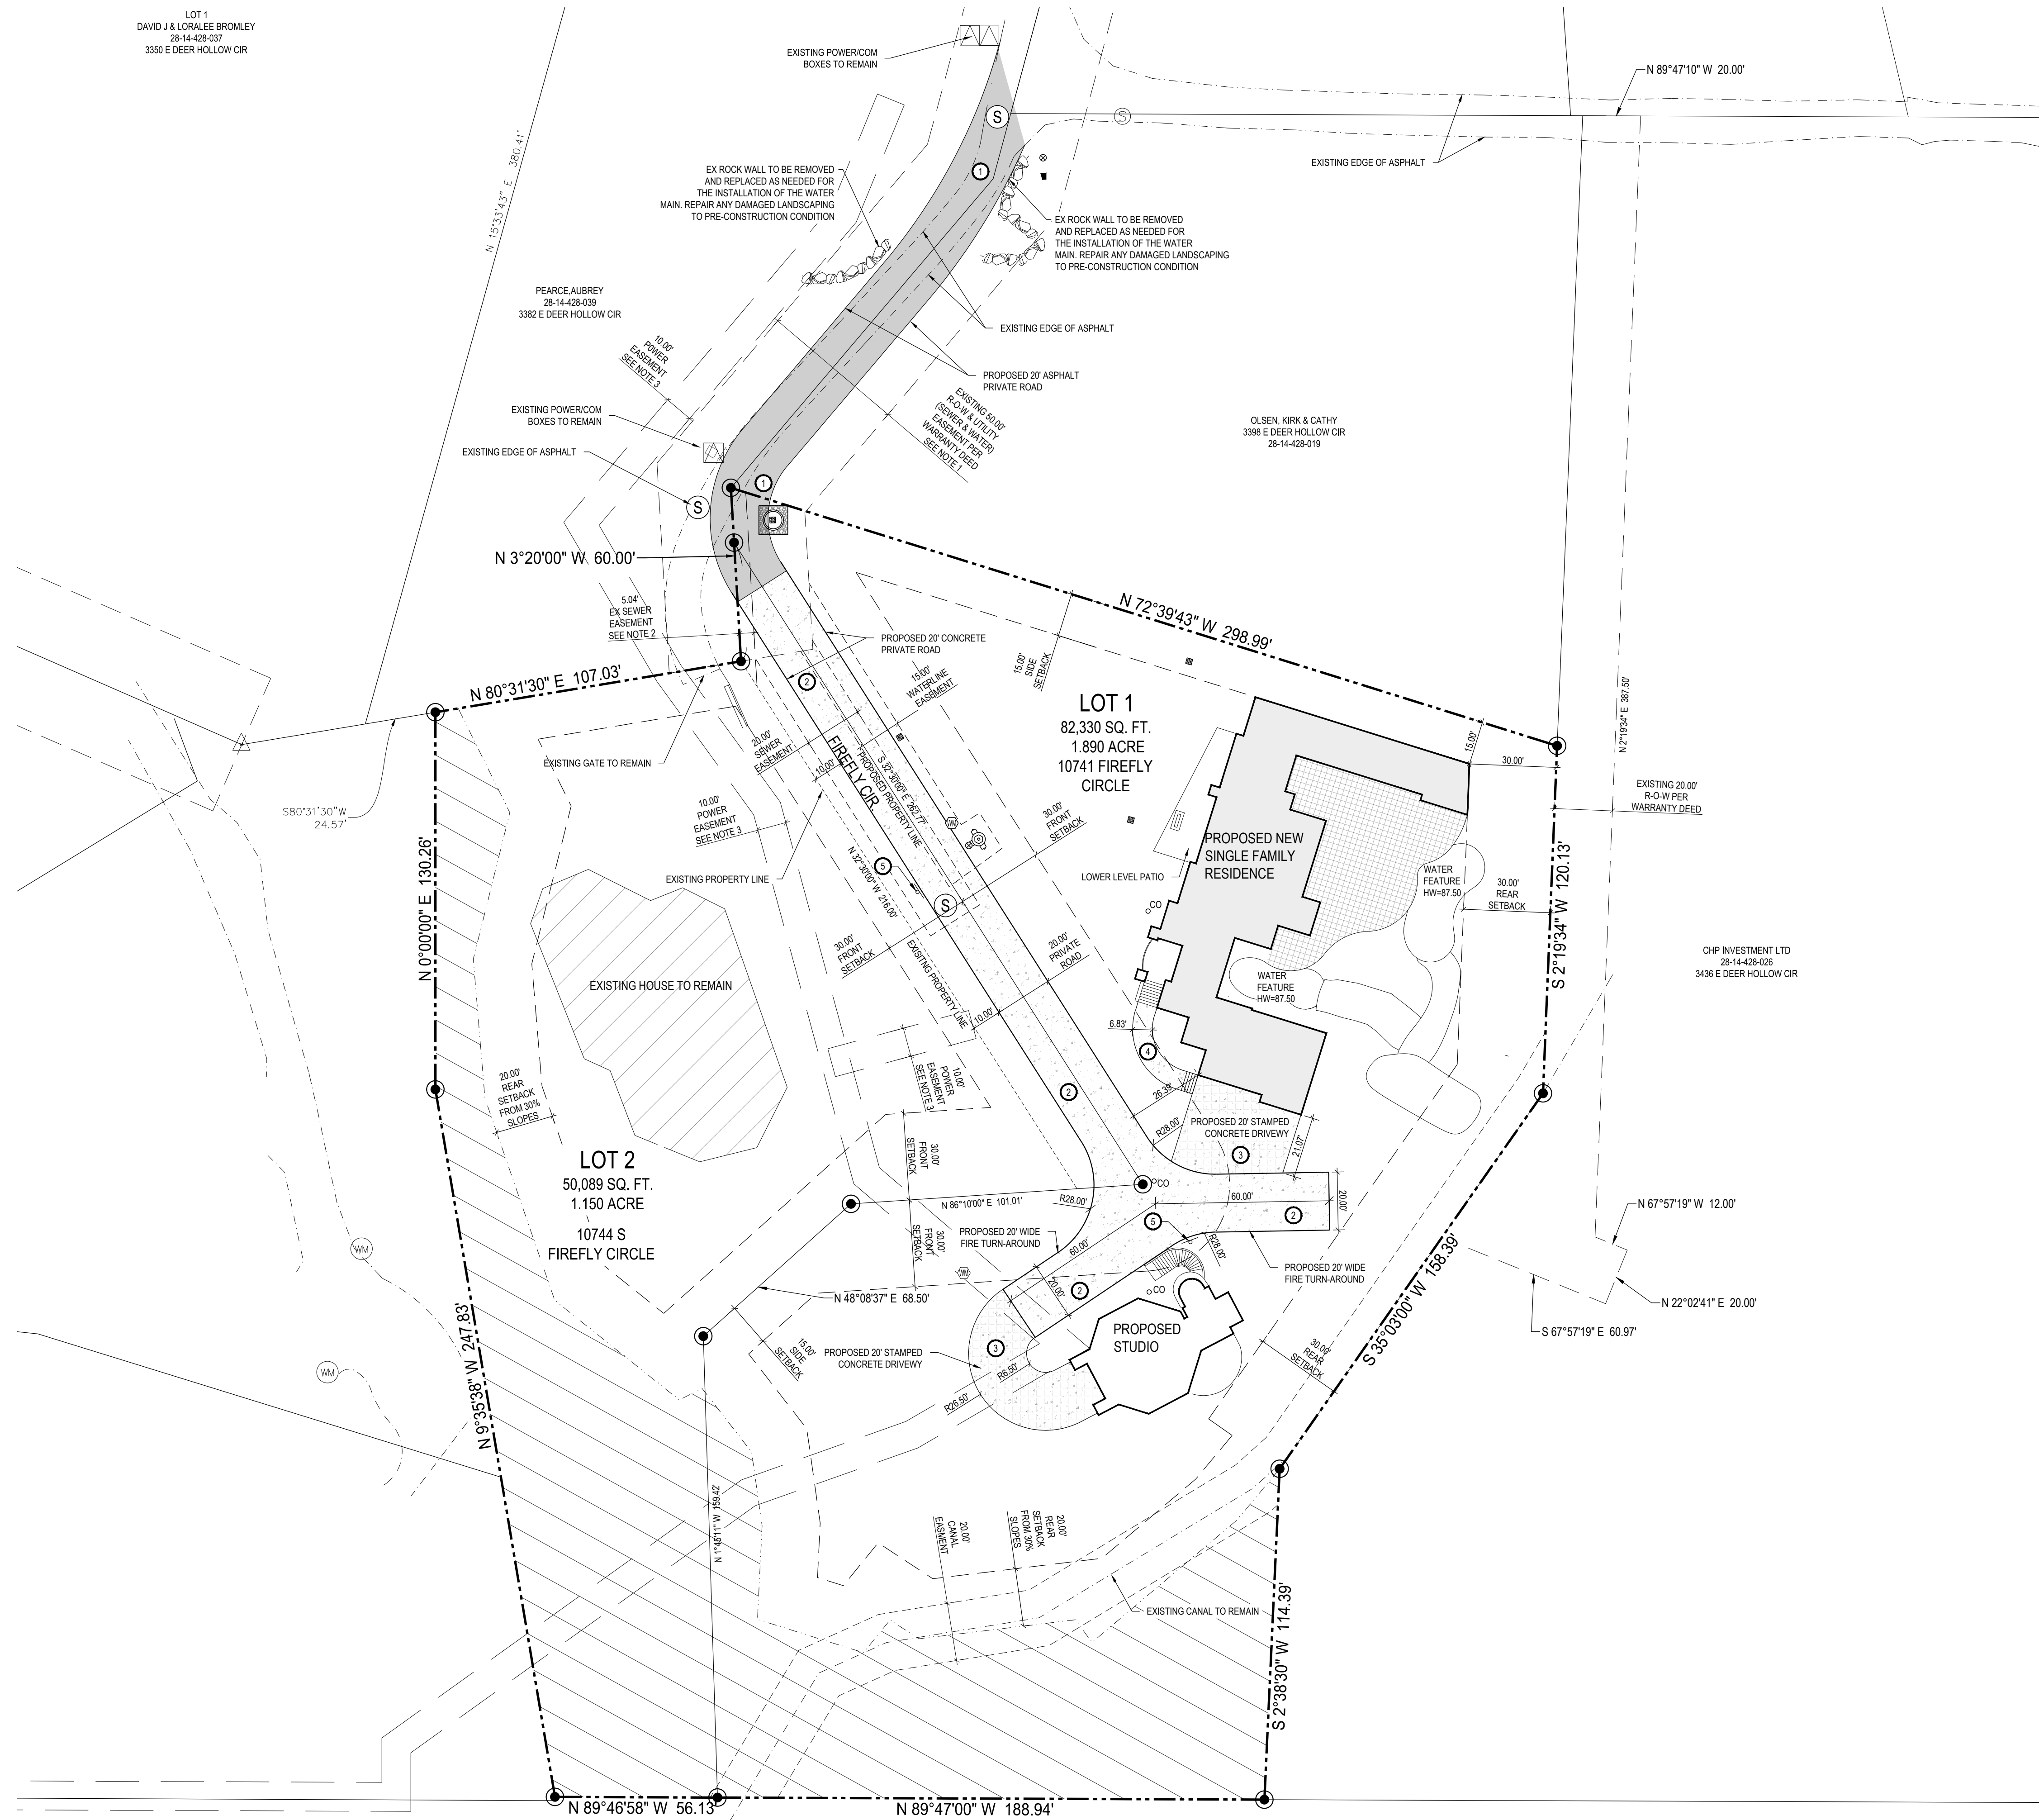 LOT 1
DAVID J & LORALEE BROMLEY
28-14-428-037
3350 E DEER HOLLOW CIR
EXISTING POWER/COM
BOXES TO REMAIN
N 89°47'10" W  20.00'
S
S
1
EXISTING EDGE OF ASPHALT
N 15°33'43" E  380.41'
EX ROCK WALL TO BE REMOVED
AND REPLACED AS NEEDED FOR
THE INSTALLATION OF THE WATER
MAIN. REPAIR ANY DAMAGED LANDSCAPING
TO PRE-CONSTRUCTION CONDITION
EX ROCK WALL TO BE REMOVED
AND REPLACED AS NEEDED FOR
THE INSTALLATION OF THE WATER
MAIN. REPAIR ANY DAMAGED LANDSCAPING
TO PRE-CONSTRUCTION CONDITION
PEARCE,AUBREY
28-14-428-039
3382 E DEER HOLLOW CIR
EXISTING EDGE OF ASPHALT
10.00'
POWER
EASEMENT
SEE NOTE 3
PROPOSED 20' ASPHALT
PRIVATE ROAD
EXISTING 50.00'
R-O-W & UTILITY
(SEWER & WATER)
EASEMENT PER
WARRANTY DEED
SEE NOTE 1
EXISTING POWER/COM
BOXES TO REMAIN
OLSEN, KIRK & CATHY
3398 E DEER HOLLOW CIR
28-14-428-019
EXISTING EDGE OF ASPHALT
1
S
N 3°20'00" W  60.00'
5.04'
EX SEWER
EASEMENT
SEE NOTE 2
N 72°39'43" W  298.99'
PROPOSED 20' CONCRETE
PRIVATE ROAD
15.00'
SIDE
SETBACK
N 80°31'30" E  107.03'
2
15.00'
WATERLINE
EASEMENT
LOT 1
82,330 SQ. FT.
1.890 ACRE
10741 FIREFLY
CIRCLE
N 2°19'34" E  387.50'
20.00'
SEWER
EASEMENT
15.00'
30.00'
EXISTING GATE TO REMAIN
10.00'
FIREFLY CIR.
S 32°30'00" E  262.77'
PROPOSED PROPERTY LINE
EXISTING 20.00'
R-O-W PER
WARRANTY DEED
S80°31'30"W
24.57'
10.00'
POWER
EASEMENT
SEE NOTE 3
30.00'
FRONT
SETBACK
WM
PROPOSED NEW
SINGLE FAMILY
RESIDENCE
N 0°00'00" E  130.26'
EXISTING PROPERTY LINE
5
N 32°30'00" W  216.00'
LOWER LEVEL PATIO
WATER
FEATURE
HW=87.50
30.00'
REAR
SETBACK
S 2°19'34" W  120.13'
S
CO
30.00'
FRONT
SETBACK
EXISITNG PROPERTY LINE
20.00'
PRIVATE
ROAD
CHP INVESTMENT LTD
28-14-428-026
3436 E DEER HOLLOW CIR
EXISTING HOUSE TO REMAIN
WATER
FEATURE
HW=87.50
10.00'
6.83'
4
20.00'
REAR
SETBACK
FROM 30%
SLOPES
10.00'
POWER
EASEMENT
SEE NOTE 3
2
26.39'
R28.00'
PROPOSED 20' STAMPED
CONCRETE DRIVEWY
3
21.07'
30.00'
FRONT
SETBACK
LOT 2
50,089 SQ. FT.
1.150 ACRE
10744 S
FIREFLY CIRCLE
CO
N 86°10'00" E  101.01'
R28.00'
60.00'
20.00'
2
5
30.00'
FRONT
SETBACK
PROPOSED 20' WIDE
FIRE TURN-AROUND
60.00'
R28.00'
N 67°57'19" W  12.00'
WM
WM
20.00'
2
CO
PROPOSED 20' WIDE
FIRE TURN-AROUND
N 48°08'37" E  68.50'
N 22°02'41" E  20.00'
S 67°57'19" E  60.97'
PROPOSED
STUDIO
3
15.00'
SIDE
SETBACK
PROPOSED 20' STAMPED
CONCRETE DRIVEWY
R6.50'
R26.50'
30.00'
REAR
SETBACK
S 35°03'00" W  158.39'
WM
N 9°35'38" W  247.83'
N 1°45'11" W  159.42'
20.00'
CANAL
EASMENT
20.00'
REAR
SETBACK
FROM 30%
SLOPES
EXISTING CANAL TO REMAIN
S 2°38'30" W  114.39'
N 89°46'58" W  56.13'
N 89°47'00" W  188.94'